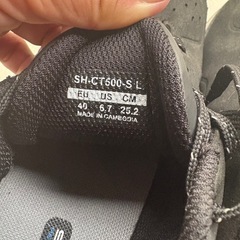 SH-CT500-S L
EU US CM
40 6.7 25.2
MADE IN CAMBODIA